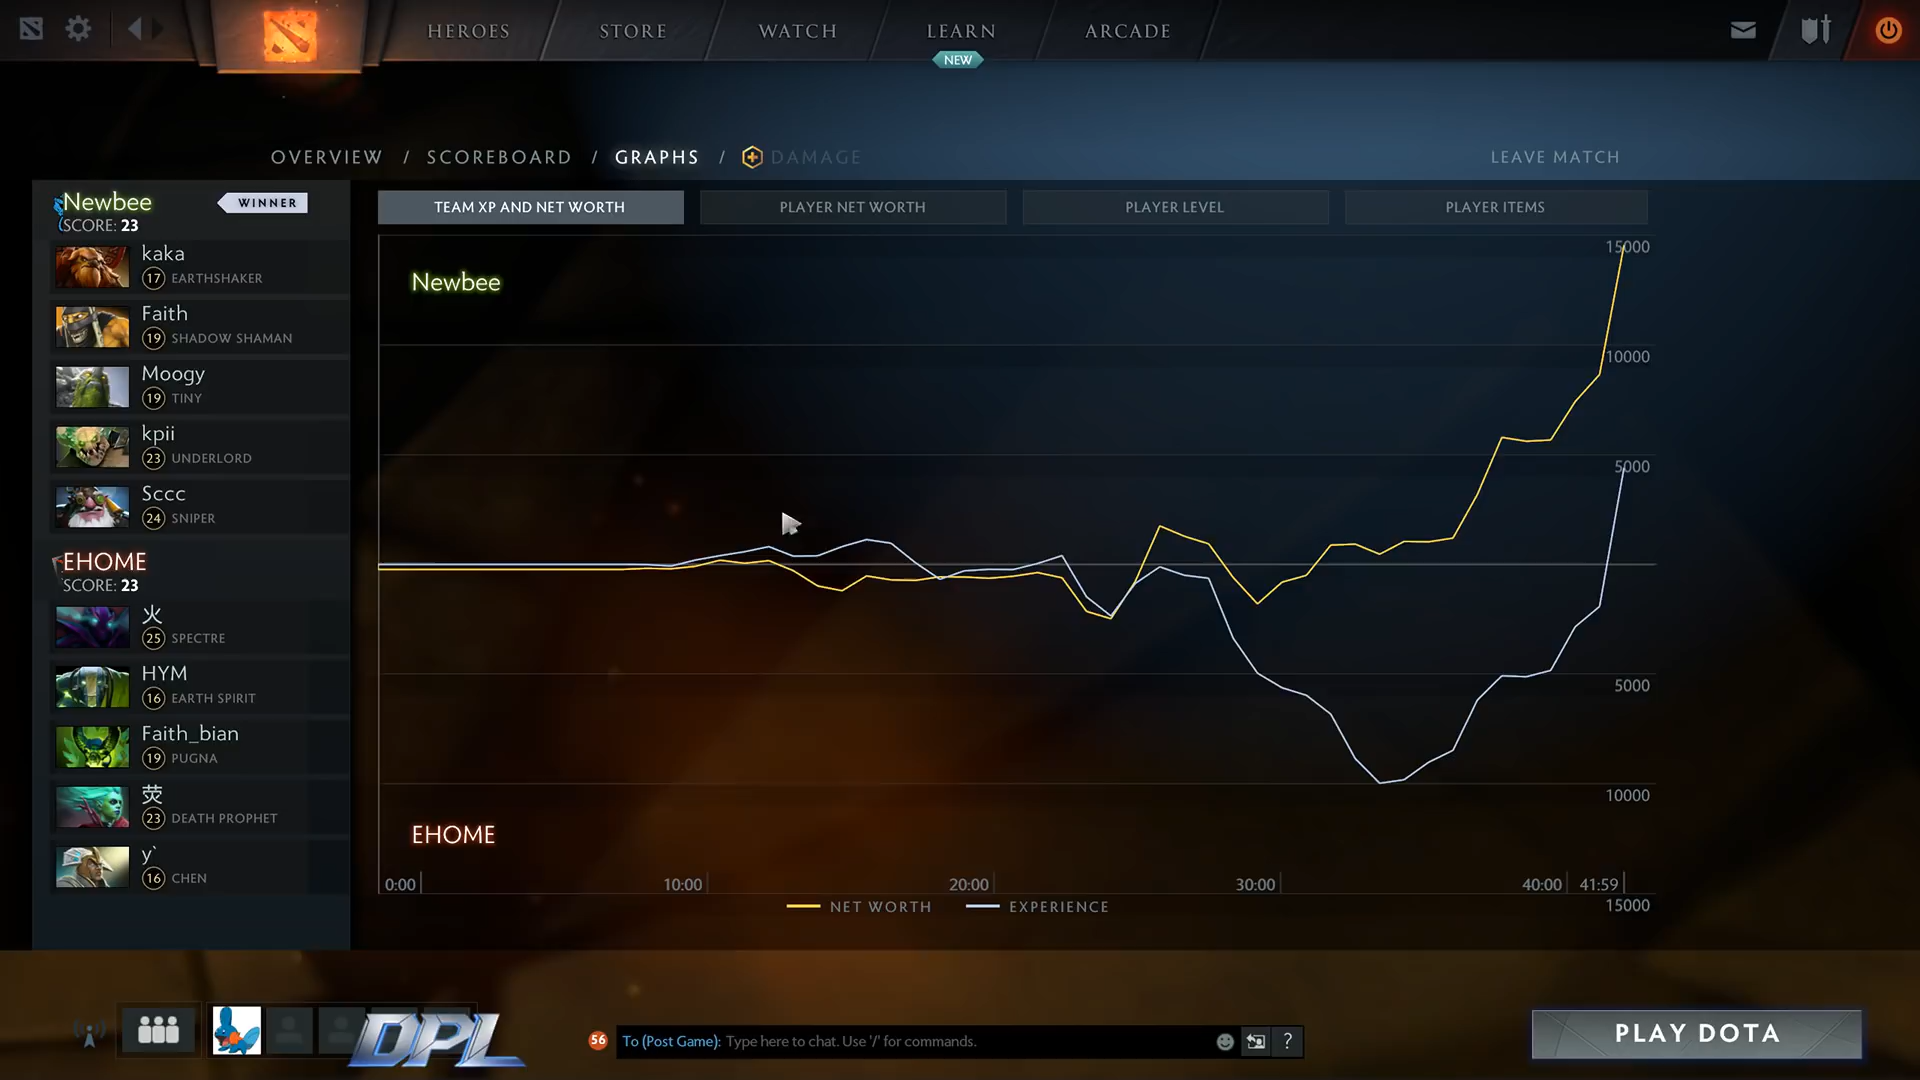 HEROES
STORE
WATCH
LEARN
ARCADE
NEW
OVERVIEW / SCOREBOARD / GRAPHS / DAMAGE
LEAVE MATCH
Newbee
WINNER
SCORE: 23
kaka
17 EARTHSHAKER
Faith
19 SHADOW SHAMAN
Moogy
19 TINY
kpii
23 UNDERLORD
Sccc
24 SNIPER
EHOME
SCORE: 23
火
25 SPECTRE
HYM
16 EARTH SPIRIT
Faith_bian
19 PUGNA
荧
23 DEATH PROPHET
y`
16 CHEN
TEAM XP AND NET WORTH
PLAYER NET WORTH
PLAYER LEVEL
PLAYER ITEMS
Newbee
15000
10000
5000
5000
10000
15000
EHOME
0:00
10:00
20:00
30:00
40:00
41:59
NET WORTH
EXPERIENCE
DPL
56
To (Post Game): Type here to chat. Use '/' for commands.
?
PLAY DOTA